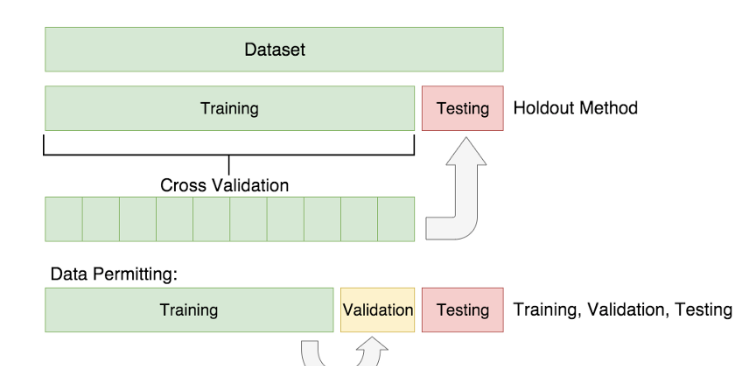 Dataset
Training Testing Holdout Method
Cross Validation
Data Permitting:
Training Validation Testing Training, Validation, Testing